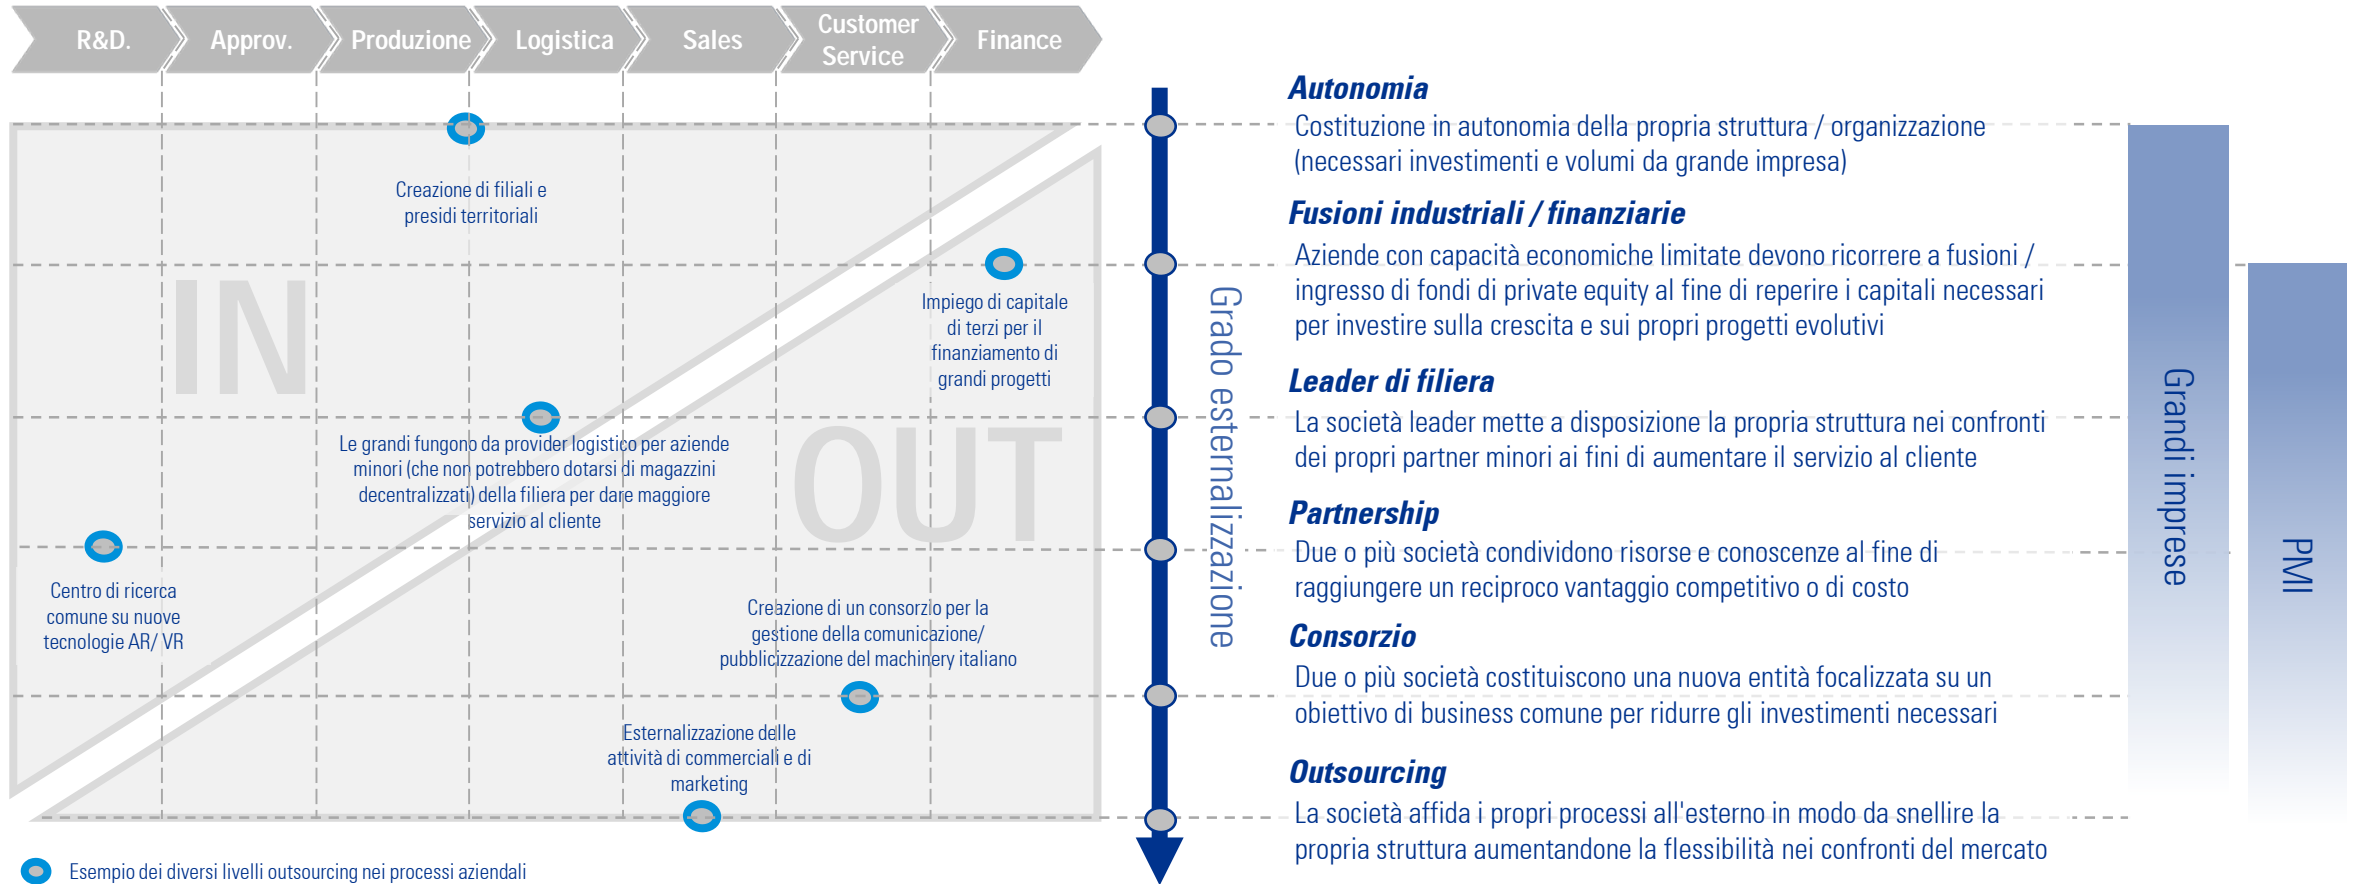 R&D.
Approv.
Produzione
Logistica
Sales
Customer
Service
Finance
Creazione di filiali e
presidi territoriali
IN
Impiego di capitale
di terzi per il
finanziamento di
grandi progetti
Le grandi fungono da provider logistico per aziende
minori (che non potrebbero dotarsi di magazzini
decentralizzati) della filiera per dare maggiore
servizio al cliente
OUT
Centro di ricerca
comune su nuove
tecnologie AR/ VR
Creazione di un consorzio per la
gestione della comunicazione/
pubblicizzazione del machinery italiano
Esternalizzazione delle
attività di commerciali e di
marketing
Esempio dei diversi livelli outsourcing nei processi aziendali
Grado esternalizzazione
Autonomia
Costituzione in autonomia della propria struttura / organizzazione
(necessari investimenti e volumi da grande impresa)
Fusioni industriali / finanziarie
Aziende con capacità economiche limitate devono ricorrere a fusioni /
ingresso di fondi di private equity al fine di reperire i capitali necessari
per investire sulla crescita e sui propri progetti evolutivi
Leader di filiera
La società leader mette a disposizione la propria struttura nei confronti
dei propri partner minori ai fini di aumentare il servizio al cliente
Partnership
Due o più società condividono risorse e conoscenze al fine di
raggiungere un reciproco vantaggio competitivo o di costo
Consorzio
Due o più società costituiscono una nuova entità focalizzata su un
obiettivo di business comune per ridurre gli investimenti necessari
Outsourcing
La società affida i propri processi all'esterno in modo da snellire la
propria struttura aumentandone la flessibilità nei confronti del mercato
Grandi imprese
PMI